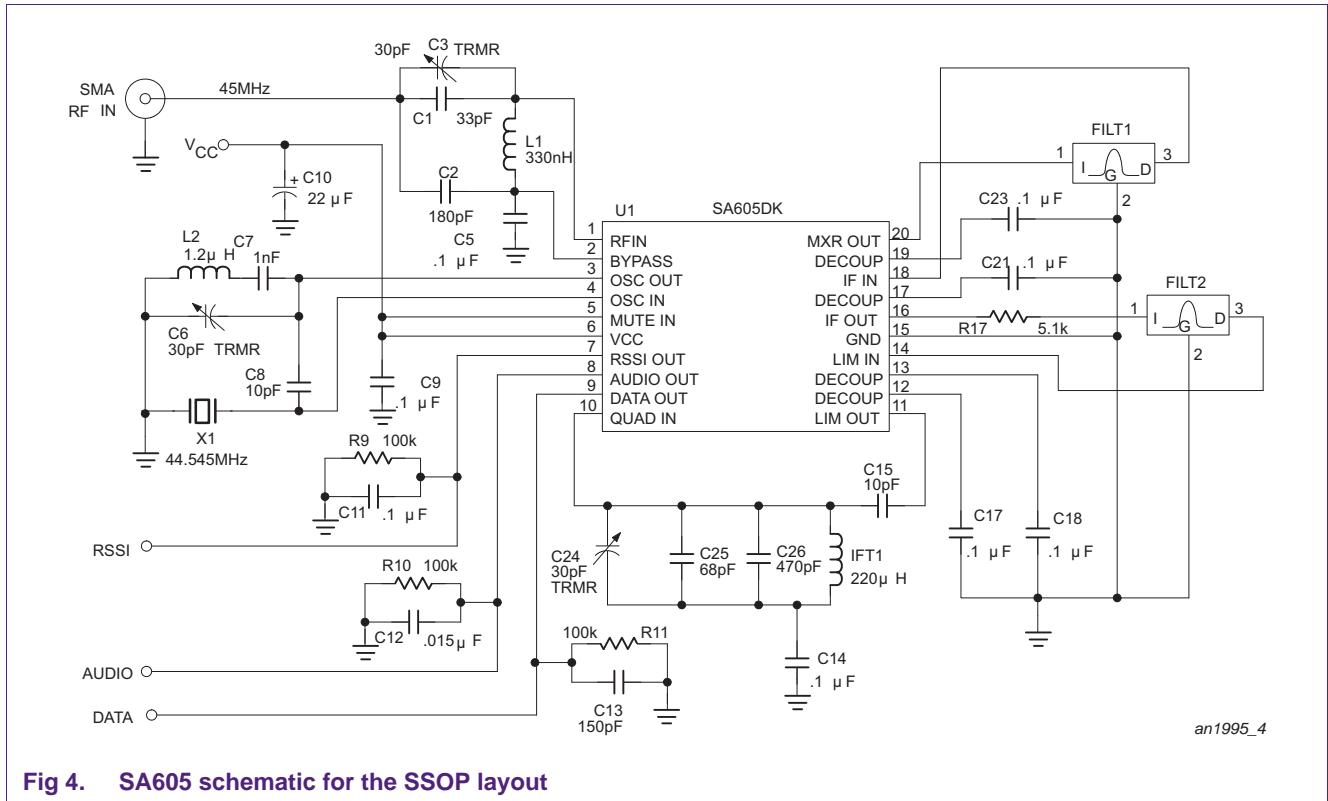 30pF C3 TRMR
SMA
RF IN
45MHz
C1 33pF
L1
330nH
VCC
+ C10
22 µF
C2
180pF
C5
.1 µF
L2
1.2µ H
C7
1nF
C6
30pF TRMR
C8
10pF
X1
44.545MHz
C9
.1 µF
U1 SA605DK
1 RFIN
2 BYPASS
3 OSC OUT
4 OSC IN
5 MUTE IN
6 VCC
7 RSSI OUT
8 AUDIO OUT
9 DATA OUT
10 QUAD IN
MXR OUT 20
DECOUP 19
IF IN 18
DECOUP 17
IF OUT 16
GND 15
LIM IN 14
DECOUP 13
DECOUP 12
LIM OUT 11
FILT1
1 I G D 3
2
C23 .1 µF
C21 .1 µF
FILT2
1 I G D 3
2
R17 5.1k
R9 100k
C11 .1 µF
RSSI
R10 100k
C12 .015µ F
AUDIO
DATA
100k R11
C13
150pF
C15
10pF
C24
30pF
TRMR
C25
68pF
C26
470pF
IFT1
220µ H
C14
.1 µF
C17
.1 µF
C18
.1 µF
an1995_4
Fig 4. SA605 schematic for the SSOP layout